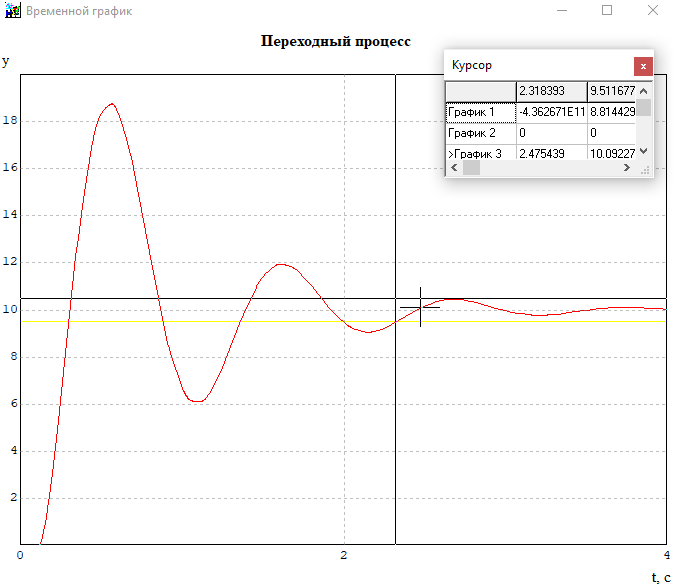 Временной график
Переходный процесс
y
Курсор
x
2.318393 9.511677
График 1 -4.362671E11 8.814429
График 2 0 0
>График 3 2.475439 10.09227
18
16
14
12
10
8
6
4
2
0 2 4
t, c